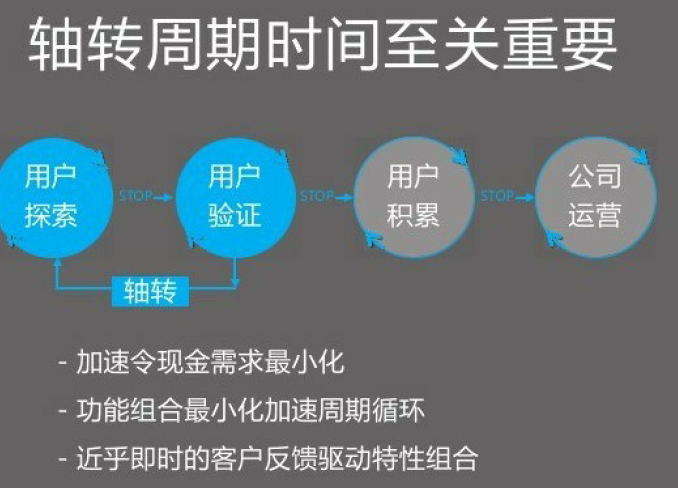 轴转周期时间至关重要
用户
探索
STOP
用户
验证
STOP
用户
积累
STOP
公司
运营
轴转
- 加速令现金需求最小化
- 功能组合最小化加速周期循环
- 近乎即时的客户反馈驱动特性组合